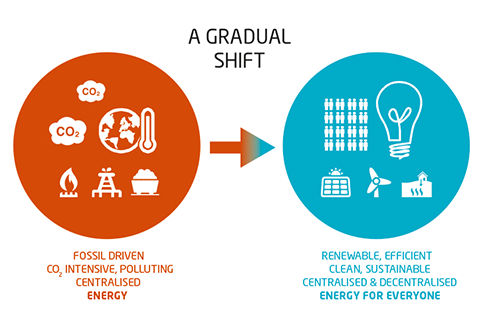 A GRADUAL
SHIFT
CO₂
CO₂
FOSSIL DRIVEN
CO₂ INTENSIVE, POLLUTING
CENTRALISED
ENERGY
RENEWABLE, EFFICIENT
CLEAN, SUSTAINABLE
CENTRALISED & DECENTRALISED
ENERGY FOR EVERYONE